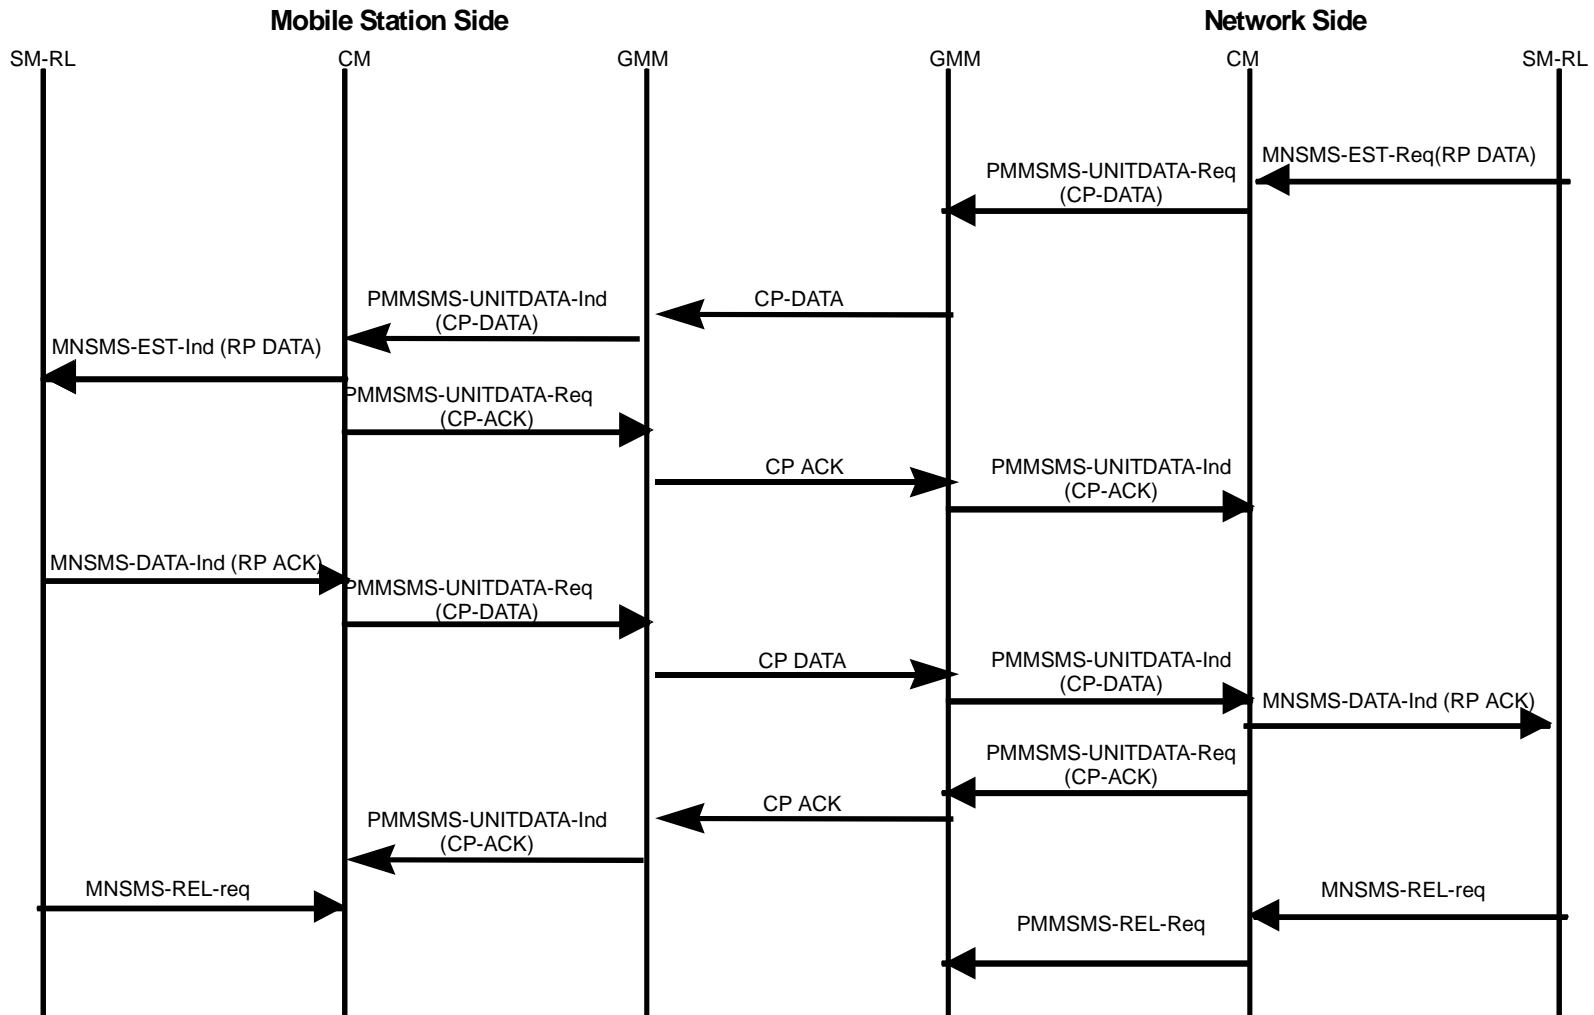 Mobile Station Side
Network Side
SM-RL
CM
GMM
GMM
CM
SM-RL
MNSMS-EST-Req(RP DATA)
PMMSMS-UNITDATA-Req
(CP-DATA)
CP-DATA
PMMSMS-UNITDATA-Ind
(CP-DATA)
MNSMS-EST-Ind (RP DATA)
PMMSMS-UNITDATA-Req
(CP-ACK)
CP ACK
PMMSMS-UNITDATA-Ind
(CP-ACK)
MNSMS-DATA-Ind (RP ACK)
PMMSMS-UNITDATA-Req
(CP-DATA)
CP DATA
PMMSMS-UNITDATA-Ind
(CP-DATA)
MNSMS-DATA-Ind (RP ACK)
PMMSMS-UNITDATA-Req
(CP-ACK)
CP ACK
PMMSMS-UNITDATA-Ind
(CP-ACK)
MNSMS-REL-req
MNSMS-REL-req
PMMSMS-REL-Req